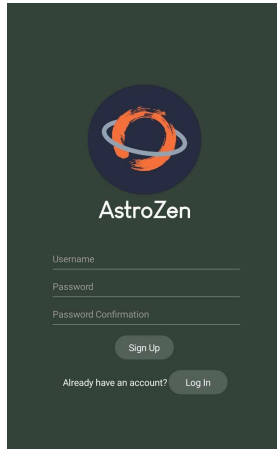 AstroZen
Username
Password
Password Confirmation
Sign Up
Already have an account? Log In